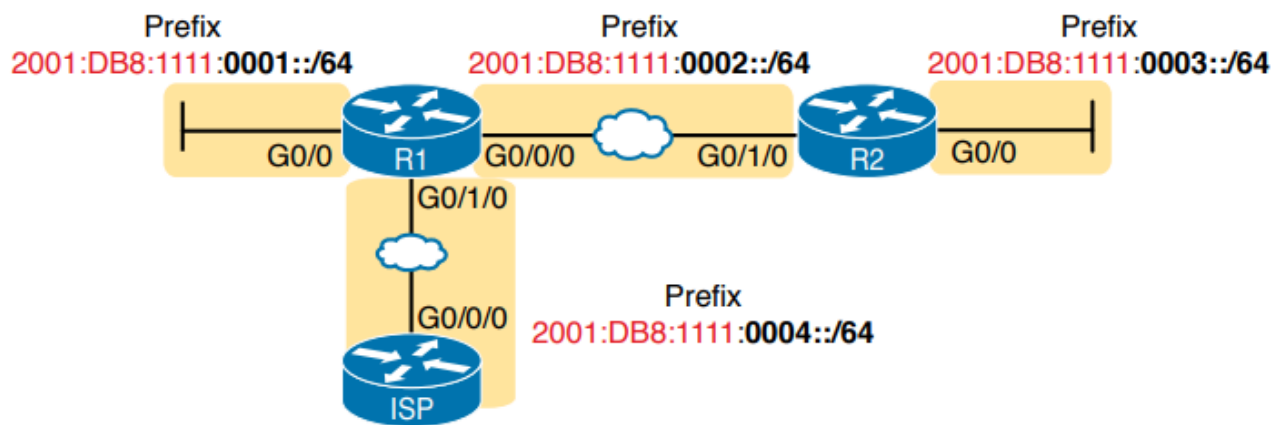 Prefix
2001:DB8:1111:0001::/64
Prefix
2001:DB8:1111:0002::/64
Prefix
2001:DB8:1111:0003::/64
G0/0
R1
G0/0/0
G0/1/0
R2
G0/0
G0/1/0
G0/0/0
Prefix
2001:DB8:1111:0004::/64
ISP